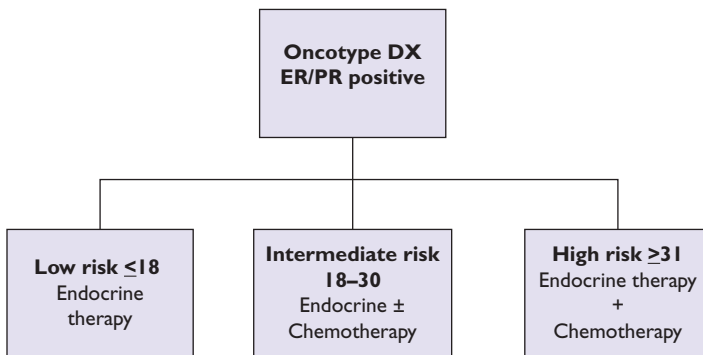 Oncotype DX
ER/PR positive
Low risk ≤18
Endocrine
therapy
Intermediate risk
18–30
Endocrine ±
Chemotherapy
High risk ≥31
Endocrine therapy
+
Chemotherapy